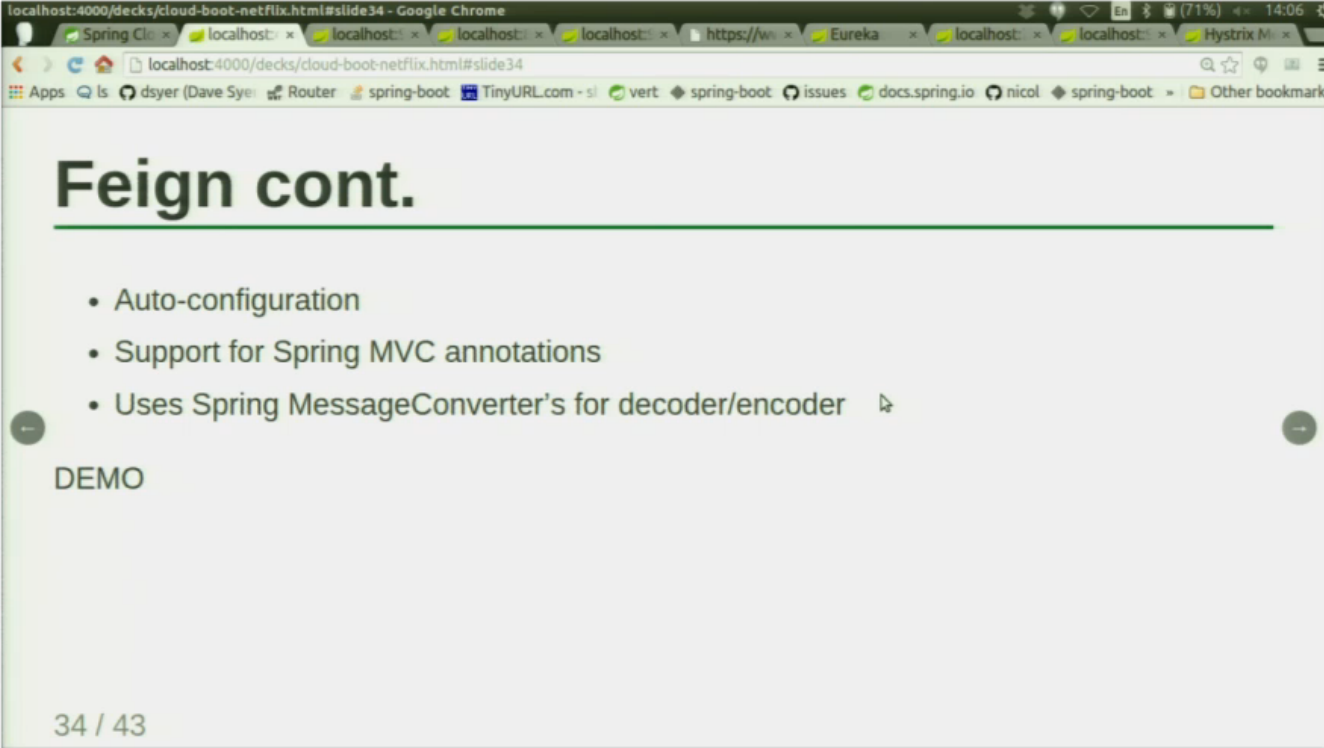 localhost:4000/decks/cloud-boot-netflix.html#slide34 - Google Chrome
En (71%) 14:06
Spring Clo localhost: localhost: localhost: localhost: https://w Eureka localhost: localhost: Hystrix M
localhost:4000/decks/cloud-boot-netflix.html#slide34
Apps ls dsyer (Dave Sye Router spring-boot TinyURL.com - s vert spring-boot issues docs.spring.io nicol spring-boot » Other bookmark
Feign cont.
• Auto-configuration
• Support for Spring MVC annotations
• Uses Spring MessageConverter’s for decoder/encoder
DEMO
34 / 43